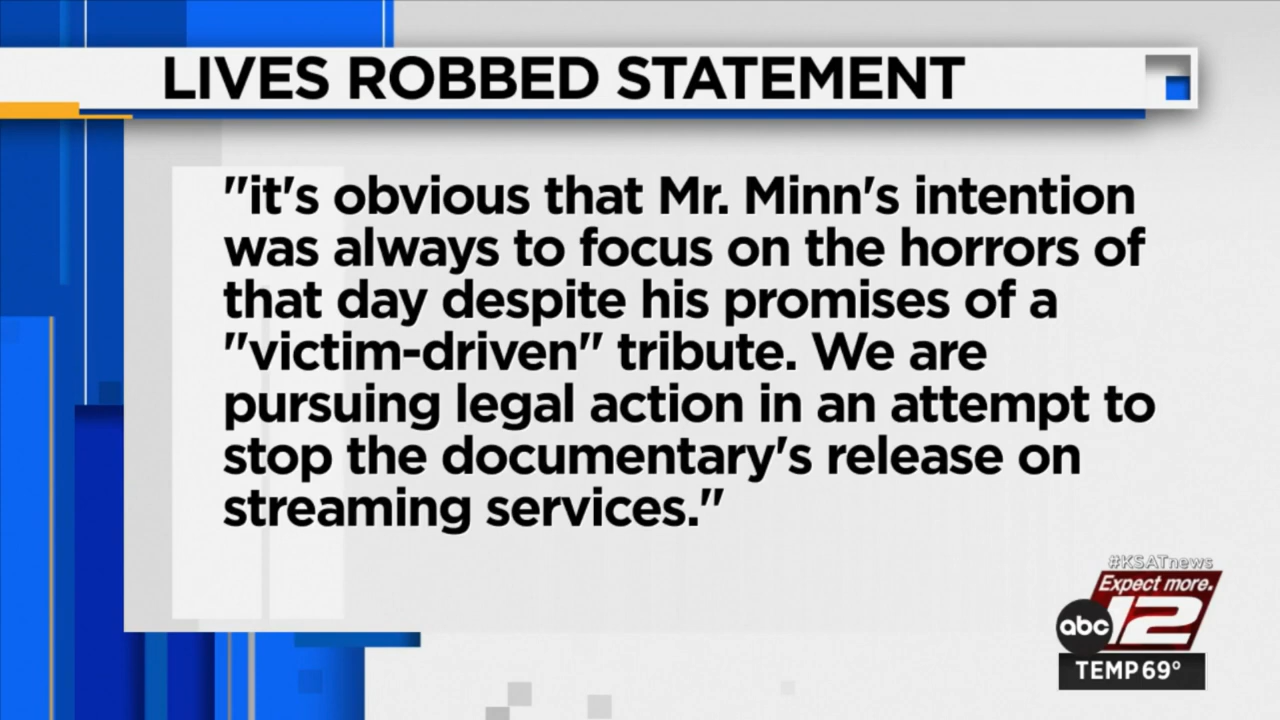 LIVES ROBBED STATEMENT
"it's obvious that Mr. Minn's intention
was always to focus on the horrors of
that day despite his promises of a
"victim-driven" tribute. We are
pursuing legal action in an attempt to
stop the documentary's release on
streaming services."
#KSATnews
Expect more.
abc 12
TEMP 69°